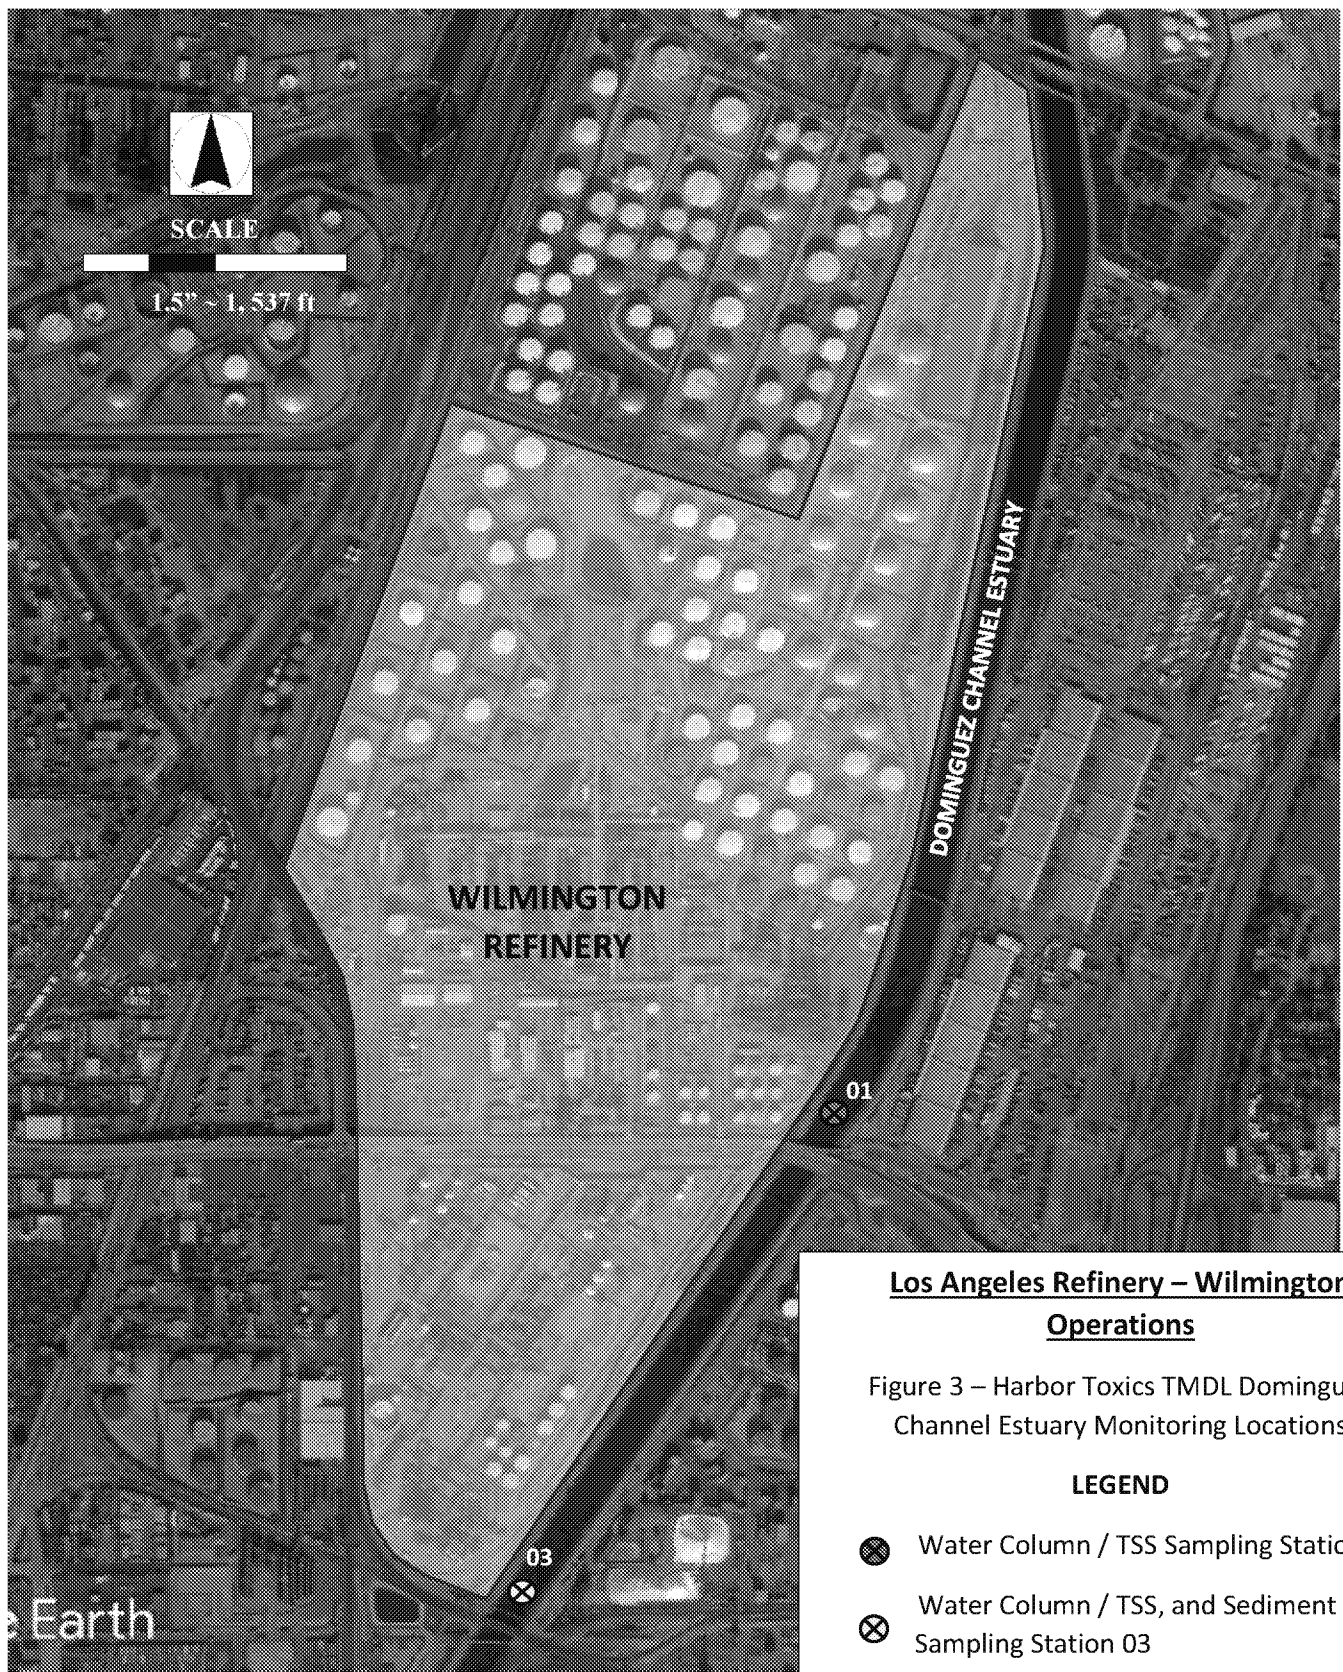 SCALE
1.5" ~ 1, 537 ft
DOMINGUEZ CHANNEL ESTUARY
WILMINGTON
REFINERY
01
03
e Earth
Los Angeles Refinery – Wilmington
Operations
Figure 3 – Harbor Toxics TMDL Domingu
Channel Estuary Monitoring Locations
LEGEND
Water Column / TSS Sampling Static
Water Column / TSS, and Sediment
Sampling Station 03